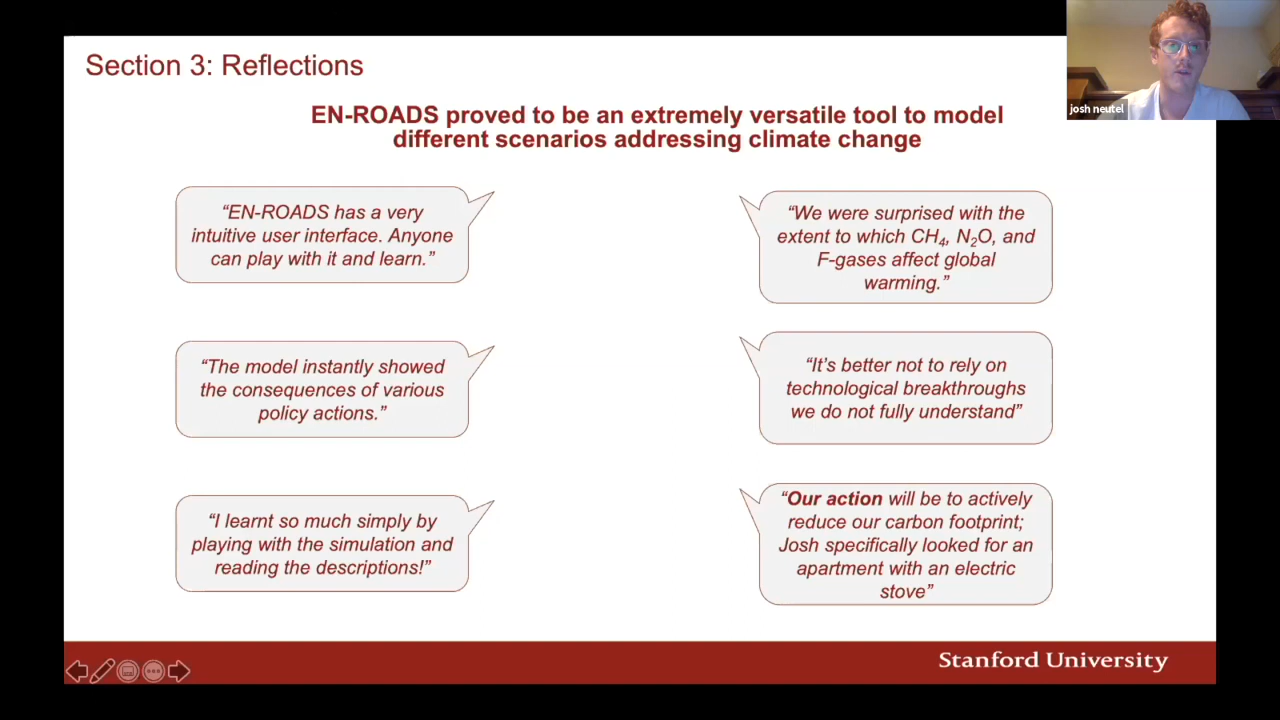 Section 3: Reflections
josh neutel
EN-ROADS proved to be an extremely versatile tool to model
different scenarios addressing climate change
“EN-ROADS has a very
intuitive user interface. Anyone
can play with it and learn.”
“We were surprised with the
extent to which CH₄, N₂O, and
F-gases affect global
warming.”
“The model instantly showed
the consequences of various
policy actions.”
“It’s better not to rely on
technological breakthroughs
we do not fully understand”
“I learnt so much simply by
playing with the simulation and
reading the descriptions!”
“Our action will be to actively
reduce our carbon footprint;
Josh specifically looked for an
apartment with an electric
stove”
Stanford University